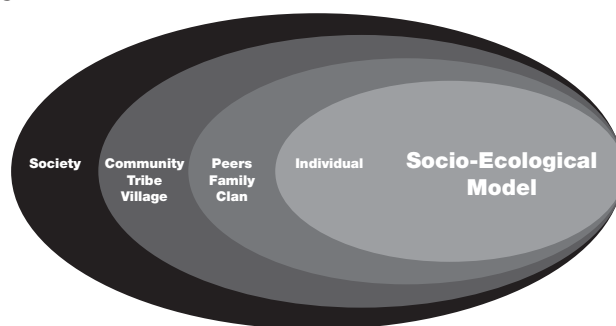 Society
Community
Tribe
Village
Peers
Family
Clan
Individual
Socio-Ecological
Model